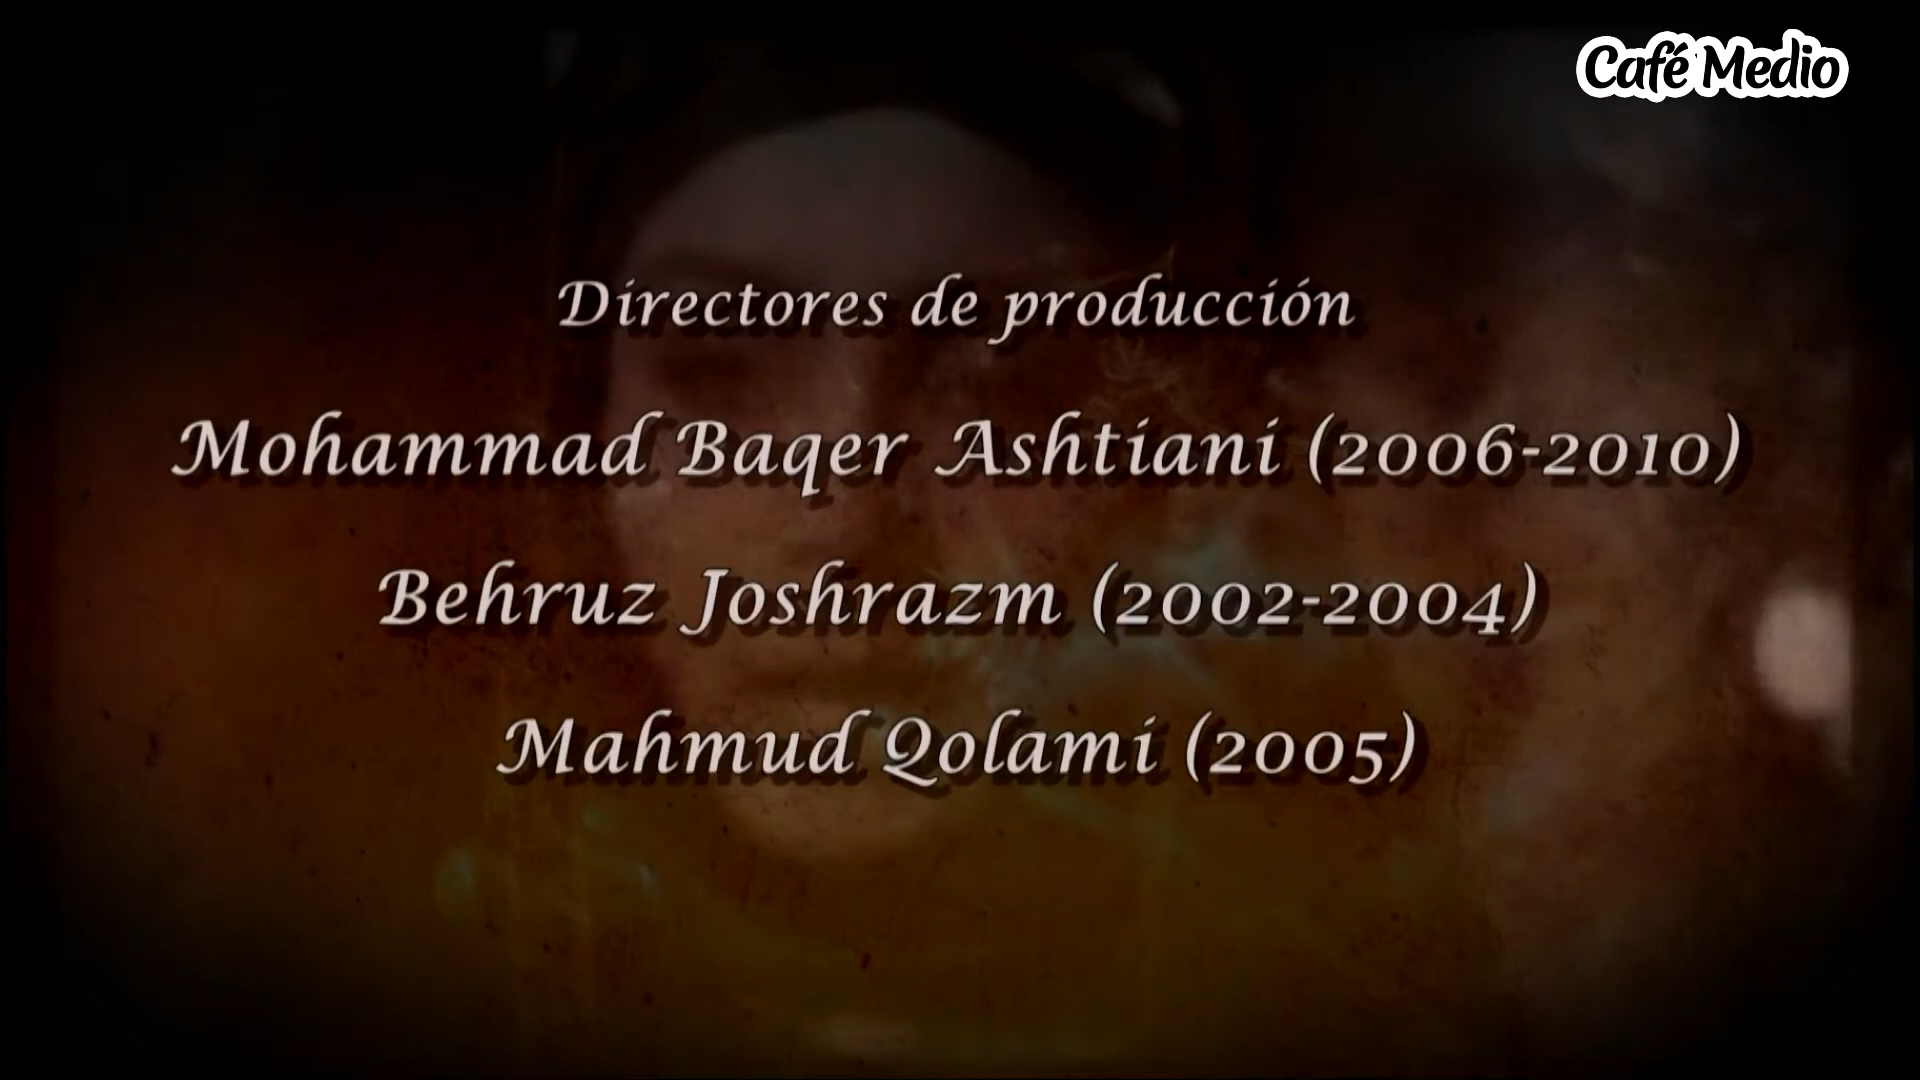 Café Medio
Directores de producción
Mohammad Baqer Ashtiani (2006-2010)
Behruz Joshrazm (2002-2004)
Mahmud Qolami (2005)